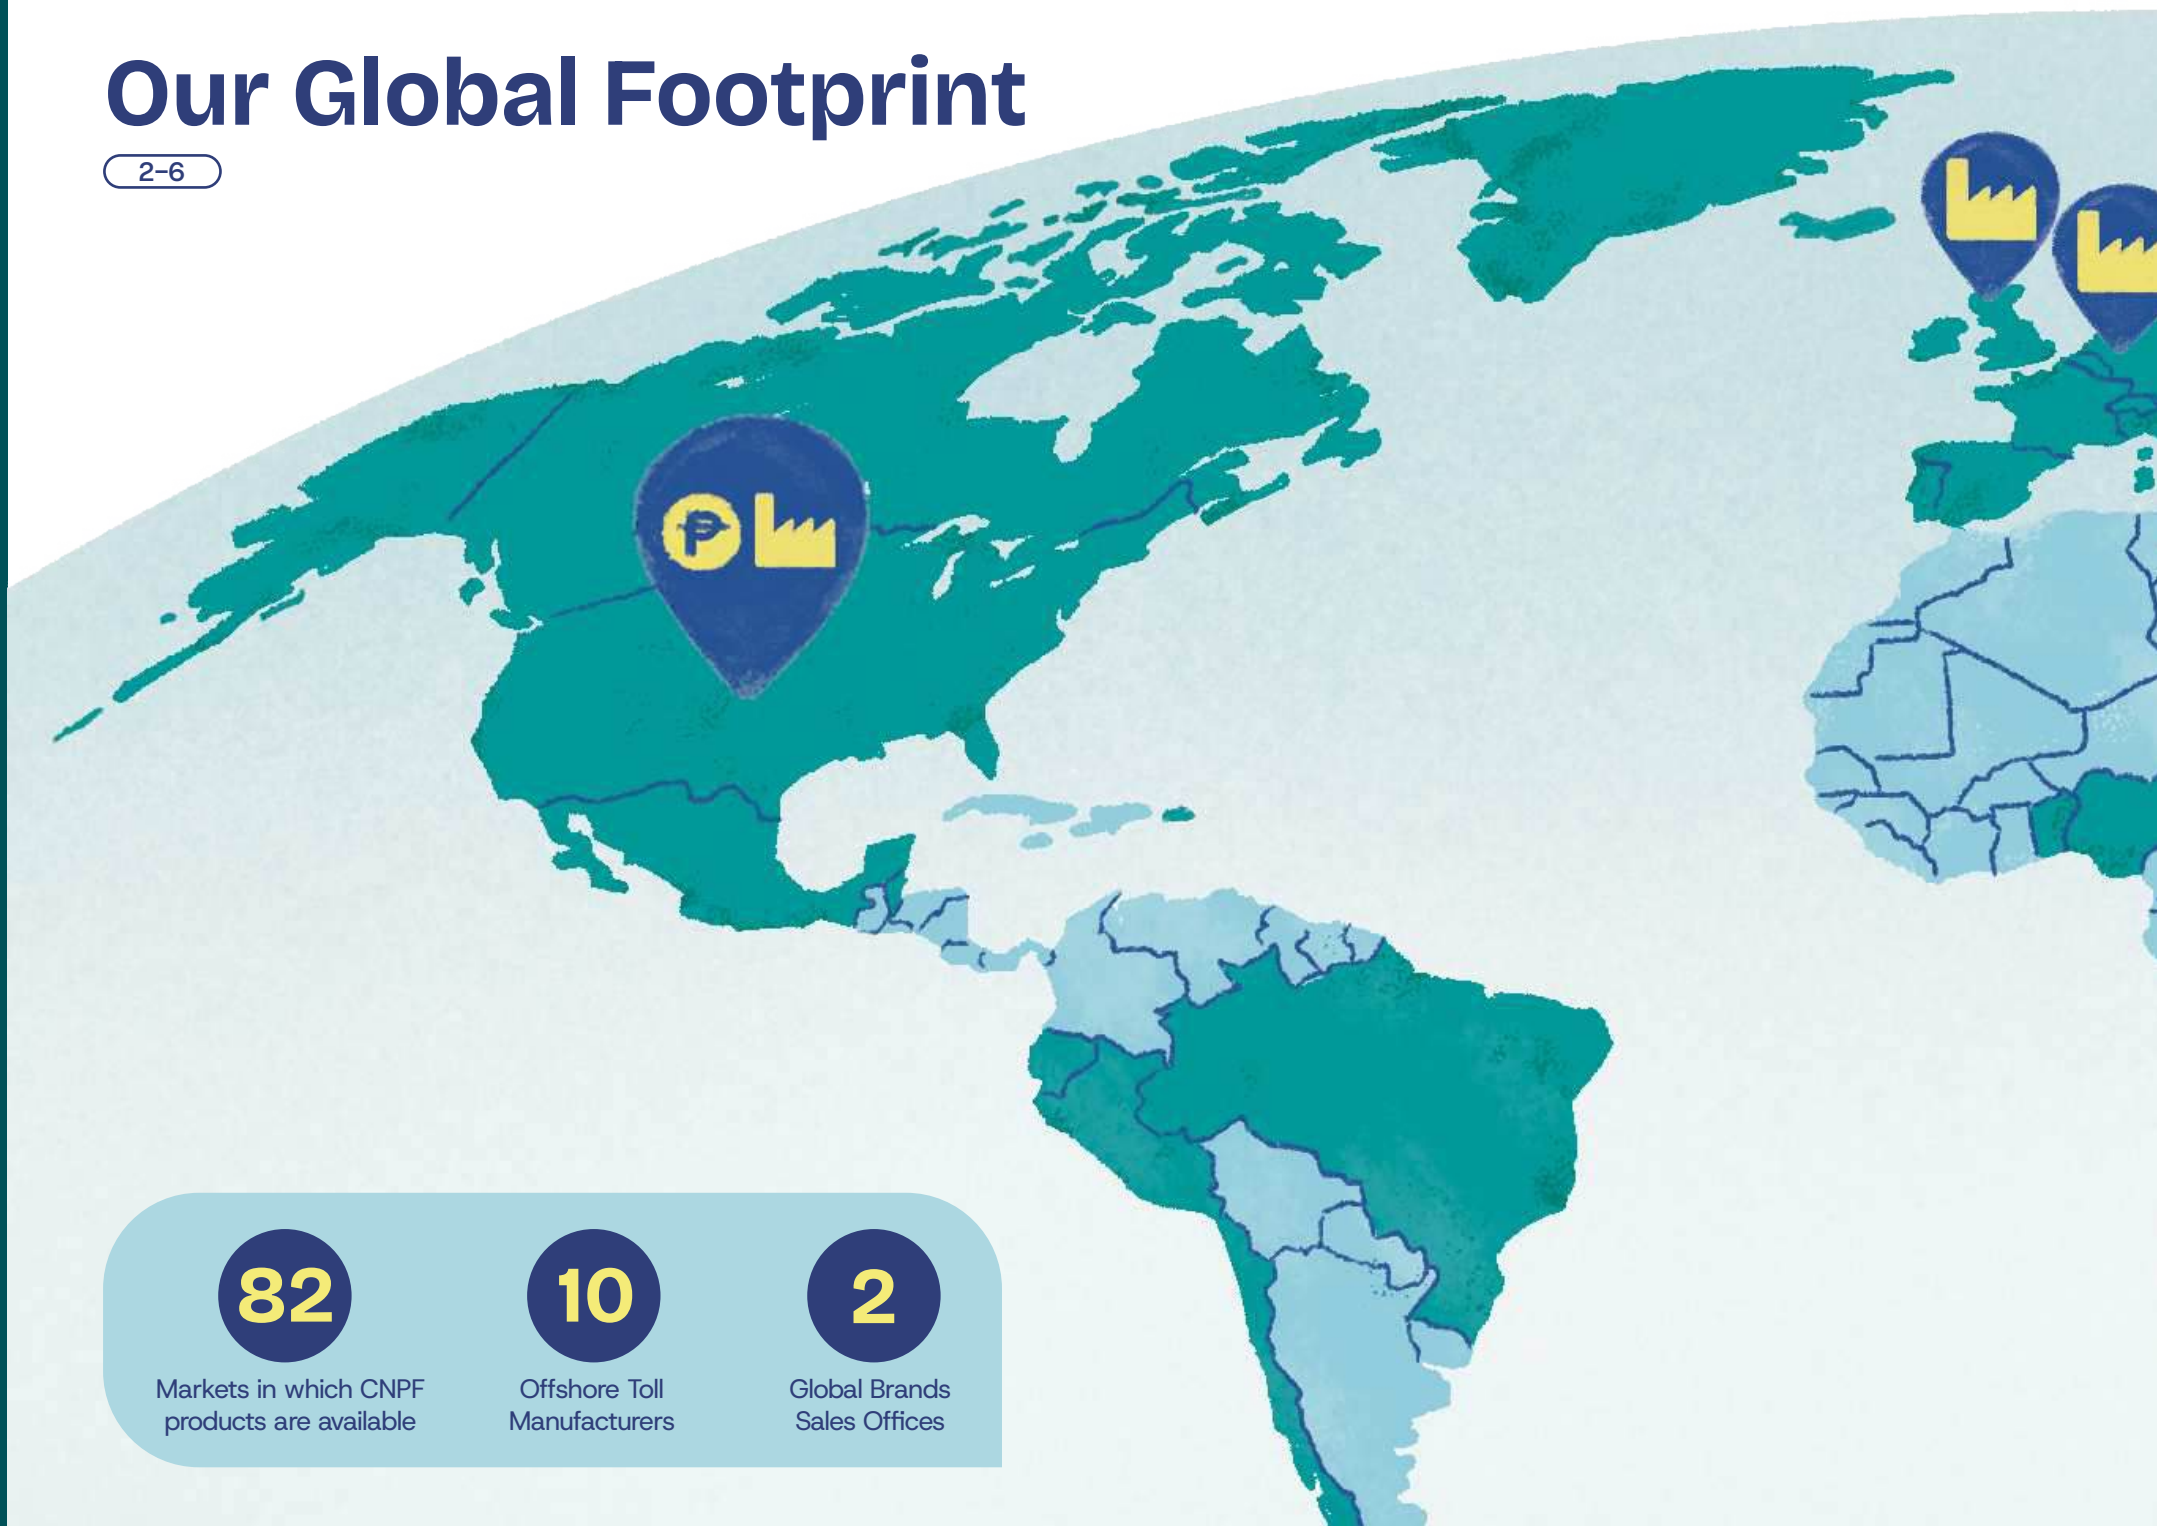 Our Global Footprint
2-6
₱
82
Markets in which CNPF
products are available
10
Offshore Toll
Manufacturers
2
Global Brands
Sales Offices